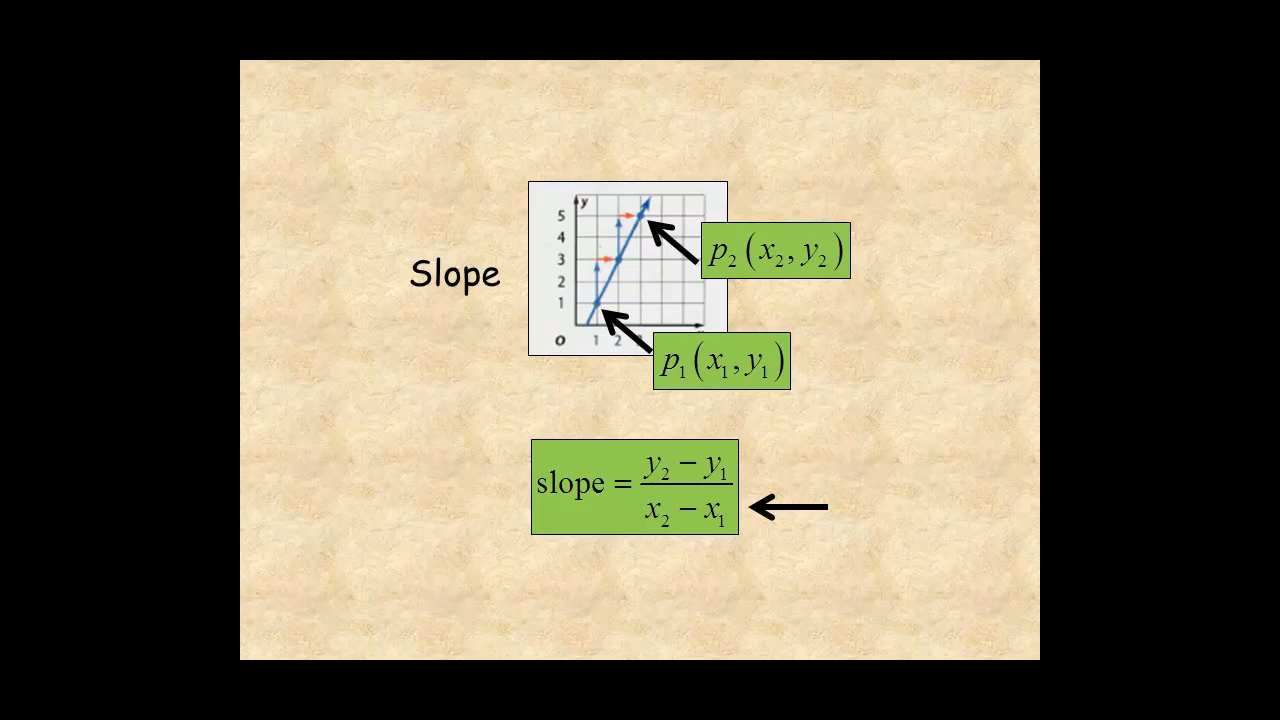 y
5
4
3
2
1
O 1 2
Slope
p₂(x₂, y₂)
p₁(x₁, y₁)
slope = (y₂ − y₁)/(x₂ − x₁)